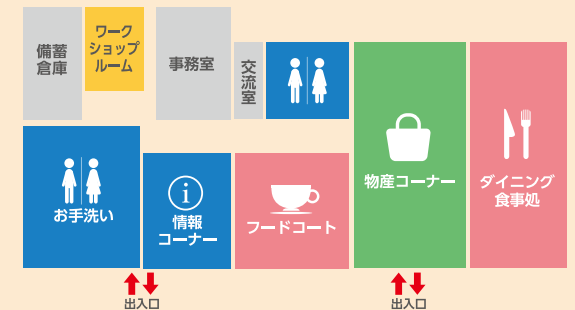 備蓄
倉庫
ワーク
ショップ
ルーム
事務室
交流室
お手洗い
i
情報
コーナー
フードコート
物産コーナー
ダイニング
食事処
出入口
出入口